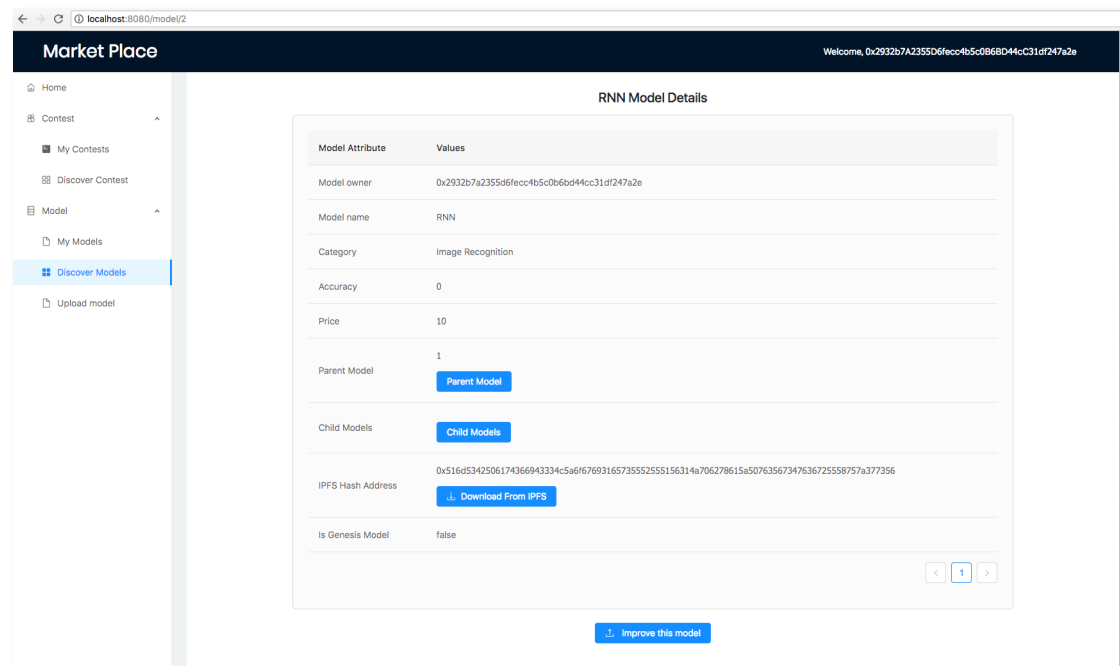 localhost:8080/model/2
Market Place
Welcome, 0x2932b7A2355D6fecc4b5c0B6BD44cC31df247a2e
Home
Contest
My Contests
Discover Contest
Model
My Models
Discover Models
Upload model
RNN Model Details
Model Attribute Values
Model owner 0x2932b7a2355d6fecc4b5c0b6bd44cc31df247a2e
Model name RNN
Category Image Recognition
Accuracy 0
Price 10
Parent Model 1
Parent Model
Child Models Child Models
IPFS Hash Address 0x516d5342506174366943334c5a6f67693165735552555156314a706278615a50763567347636725558757a377356
Download From IPFS
Is Genesis Model false
< 1 >
Improve this model